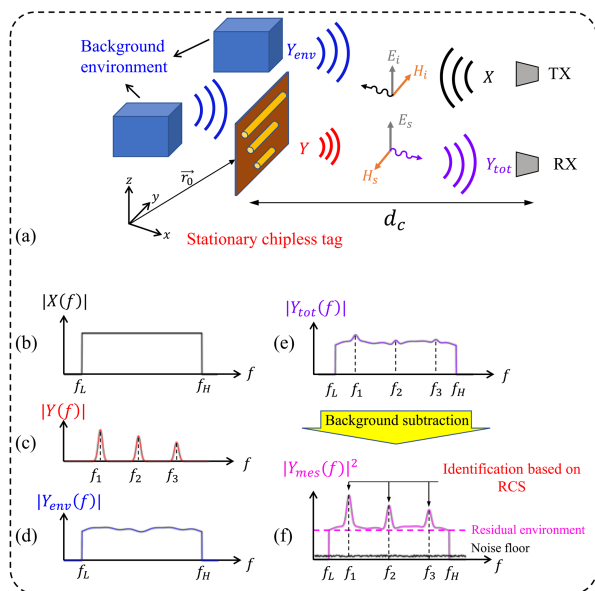 Background
environment
Y_env
E_i
H_i
X
TX
Y
E_s
H_s
Y_tot
RX
z
y
x
\vec{r_0}
d_c
Stationary chipless tag
(a)
|X(f)|
(b)
f_L
f_H
f
|Y(f)|
(c)
f_1
f_2
f_3
f
|Y_env(f)|
(d)
f_L
f_H
f
|Y_tot(f)|
(e)
f_L
f_1
f_2
f_3
f_H
f
Background subtraction
|Y_mes(f)|^2
Identification based on
RCS
(f)
Residual environment
Noise floor
f_L
f_1
f_2
f_3
f_H
f